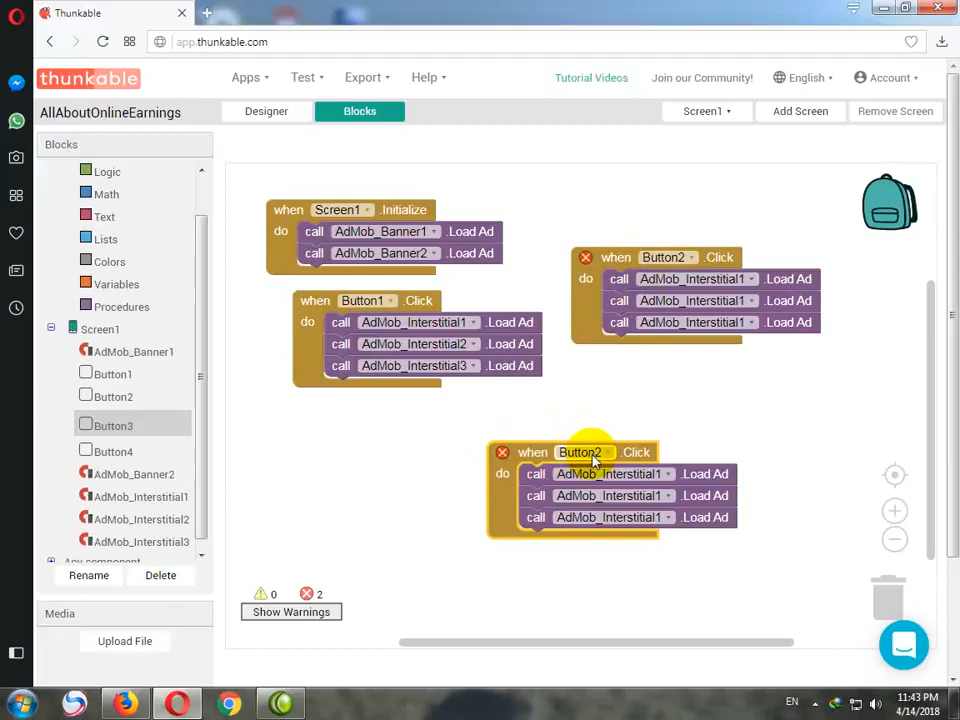 Thunkable
app.thunkable.com
thunkable
Apps
Test
Export
Help
Tutorial Videos
Join our Community!
English
Account
AllAboutOnlineEarnings
Designer
Blocks
Screen1
Add Screen
Remove Screen
Blocks
Logic
Math
Text
Lists
Colors
Variables
Procedures
Screen1
AdMob_Banner1
Button1
Button2
Button3
Button4
AdMob_Banner2
AdMob_Interstitial1
AdMob_Interstitial2
AdMob_Interstitial3
Any component
Rename
Delete
Media
Upload File
when Screen1 .Initialize
do call AdMob_Banner1 .Load Ad
call AdMob_Banner2 .Load Ad
when Button1 .Click
do call AdMob_Interstitial1 .Load Ad
call AdMob_Interstitial2 .Load Ad
call AdMob_Interstitial3 .Load Ad
when Button2 .Click
do call AdMob_Interstitial1 .Load Ad
call AdMob_Interstitial1 .Load Ad
call AdMob_Interstitial1 .Load Ad
when Button2 .Click
do call AdMob_Interstitial1 .Load Ad
call AdMob_Interstitial1 .Load Ad
call AdMob_Interstitial1 .Load Ad
0 2
Show Warnings
EN
11:43 PM
4/14/2018